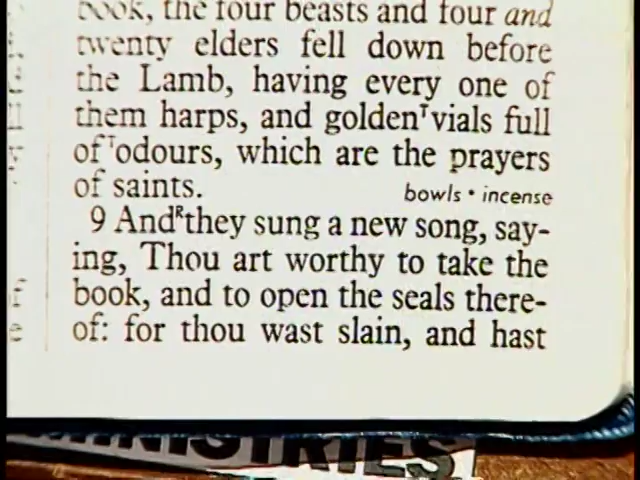 book, the four beasts and four and
twenty elders fell down before
the Lamb, having every one of
them harps, and golden ᵀvials full
of ᵀodours, which are the prayers
of saints. bowls • incense
9 And ᴿthey sung a new song, say-
ing, Thou art worthy to take the
book, and to open the seals there-
of: for thou wast slain, and hast
MINISTRIES